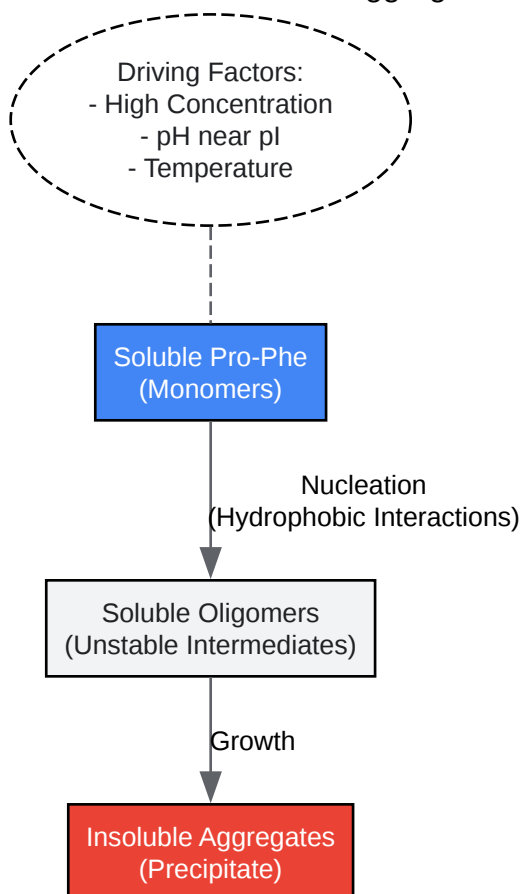 Driving Factors:
- High Concentration
- pH near pI
- Temperature
Soluble Pro-Phe
(Monomers)
Nucleation
(Hydrophobic Interactions)
Soluble Oligomers
(Unstable Intermediates)
Growth
Insoluble Aggregates
(Precipitate)